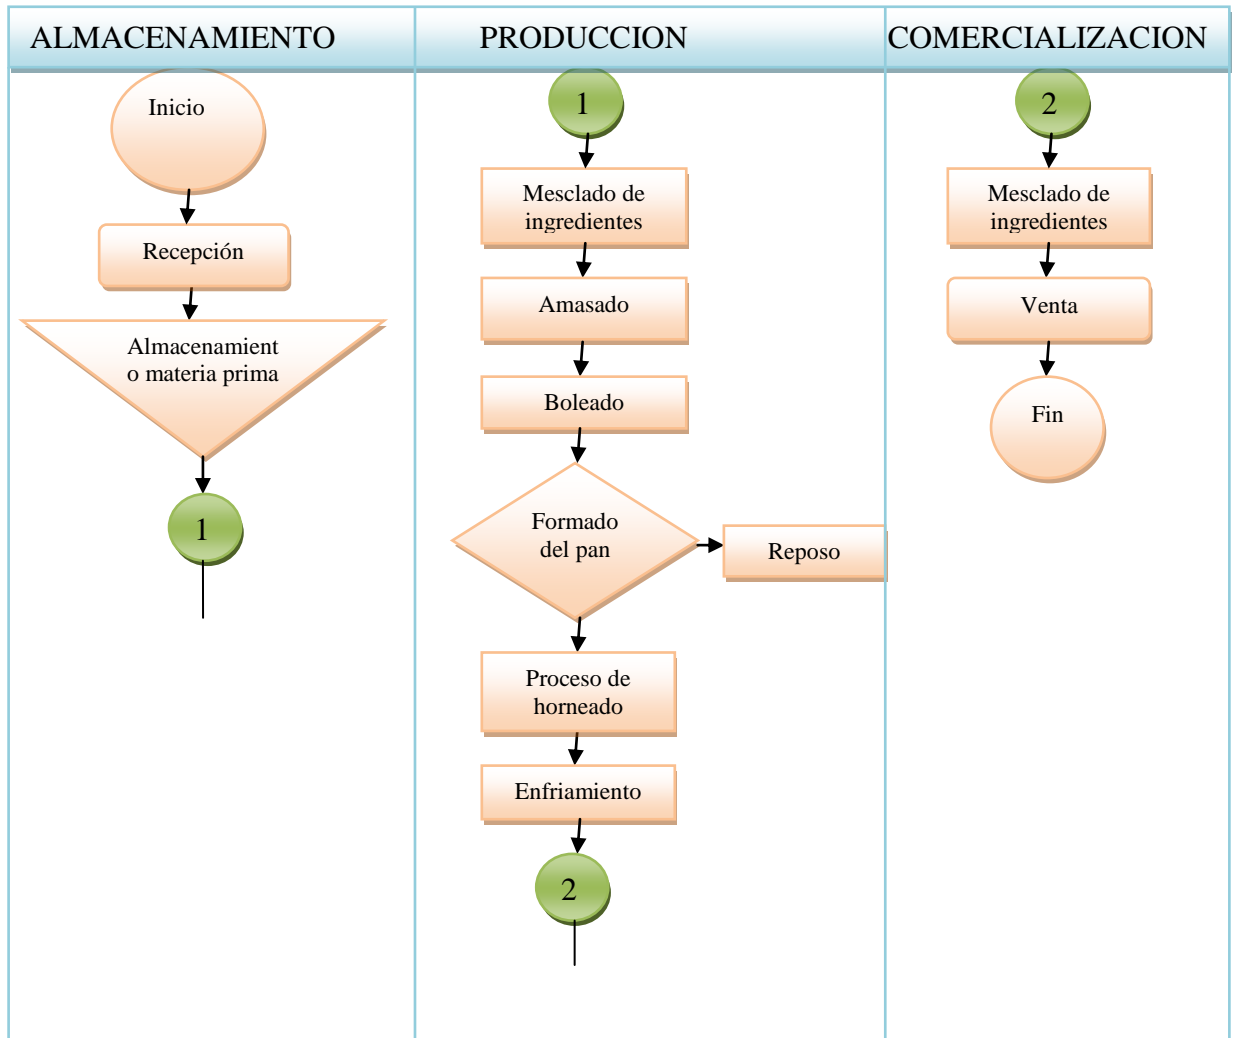 ALMACENAMIENTO
PRODUCCION
COMERCIALIZACION
Inicio
Recepción
Almacenamient
o materia prima
1
1
Mesclado de
ingredientes
Amasado
Boleado
Formado
del pan
Reposo
Proceso de
horneado
Enfriamiento
2
2
Mesclado de
ingredientes
Venta
Fin